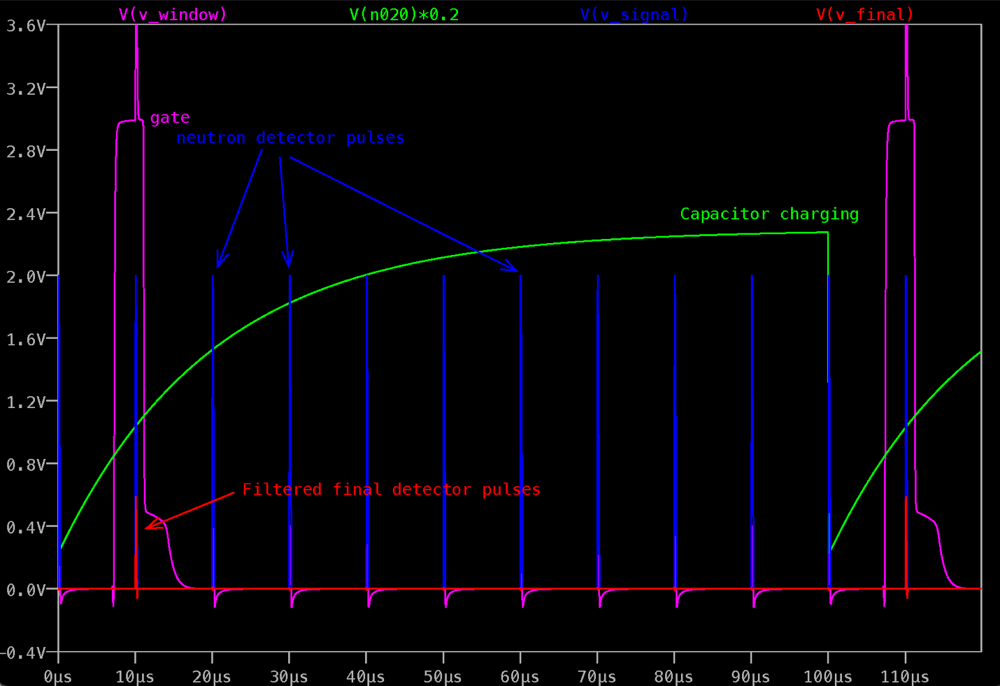 V(v_window) V(n020)*0.2 V(v_signal) V(v_final)
3.6V
3.2V
gate
neutron detector pulses
2.8V
2.4V
Capacitor charging
2.0V
1.6V
1.2V
0.8V
Filtered final detector pulses
0.4V
0.0V
-0.4V
0µs 10µs 20µs 30µs 40µs 50µs 60µs 70µs 80µs 90µs 100µs 110µs